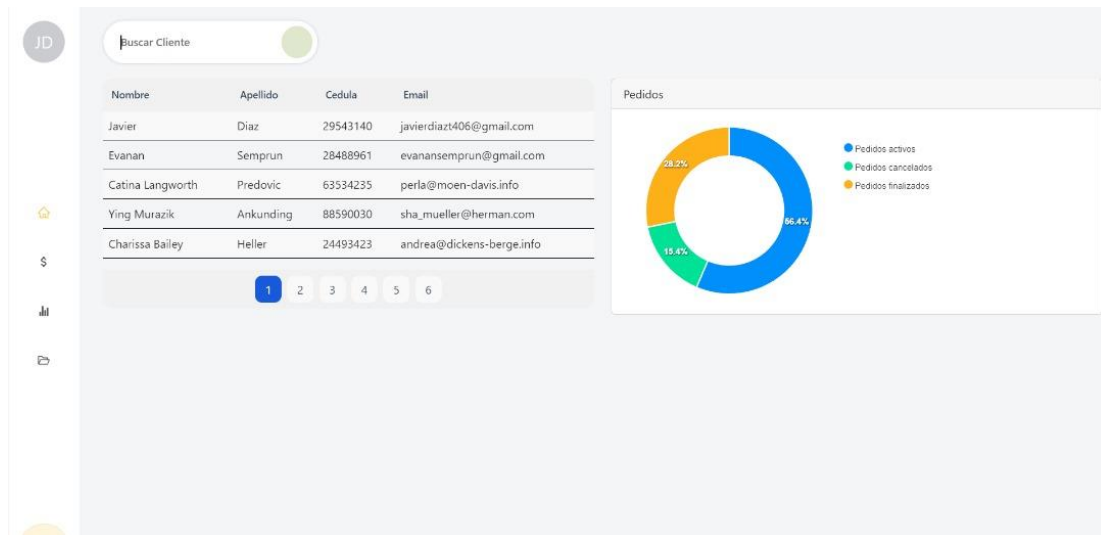 JD
Buscar Cliente
Nombre Apellido Cedula Email
Javier Diaz 29543140 javierdiazt406@gmail.com
Evanan Semprun 28488961 evanansemprun@gmail.com
Catina Langworth Predovic 63534235 perla@moen-davis.info
Ying Murazik Ankunding 88590030 sha_mueller@herman.com
Charissa Bailey Heller 24493423 andrea@dickens-berge.info
1 2 3 4 5 6
Pedidos
28.2%
56.4%
15.4%
Pedidos activos
Pedidos cancelados
Pedidos finalizados
$